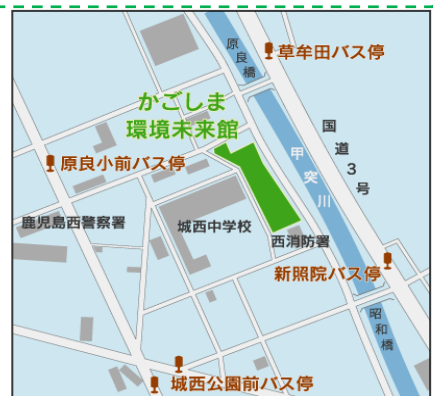 原良橋
草牟田バス停
かごしま
環境未来館
国道3号
甲突川
原良小前バス停
鹿児島西警察署
城西中学校
西消防署
新照院バス停
昭和橋
城西公園前バス停